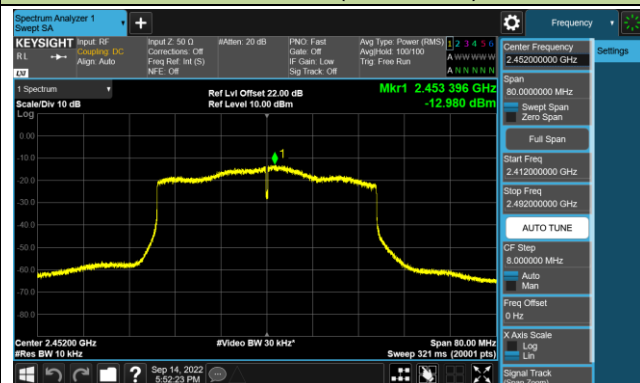 Spectrum Analyzer 1
Swept SA
Frequency
KEYSIGHT
RL
LXI
Input: RF
Coupling: DC
Align: Auto
Input Z: 50 Ω
Corrections: Off
Freq Ref: Int (S)
NFE: Off
#Atten: 20 dB
PNO: Fast
Gate: Off
IF Gain: Low
Sig Track: Off
Avg Type: Power (RMS)
Avg|Hold: 100/100
Trig: Free Run
1 2 3 4 5 6
A W W W W W
A N N N N N
1 Spectrum
Scale/Div 10 dB
Log
Ref Lvl Offset 22.00 dB
Ref Level 10.00 dBm
Mkr1 2.453 396 GHz
-12.980 dBm
0.00
-10.0
-20.0
-30.0
-40.0
-50.0
-60.0
-70.0
-80.0
1
Center 2.45200 GHz
#Res BW 10 kHz
#Video BW 30 kHz*
Span 80.00 MHz
Sweep 321 ms (20001 pts)
Sep 14, 2022
5:52:23 PM
Center Frequency
2.452000000 GHz
Span
80.0000000 MHz
Swept Span
Zero Span
Full Span
Start Freq
2.412000000 GHz
Stop Freq
2.492000000 GHz
AUTO TUNE
CF Step
8.000000 MHz
Auto
Man
Freq Offset
0 Hz
X Axis Scale
Log
Lin
Signal Track
(Span Zoom)
Settings